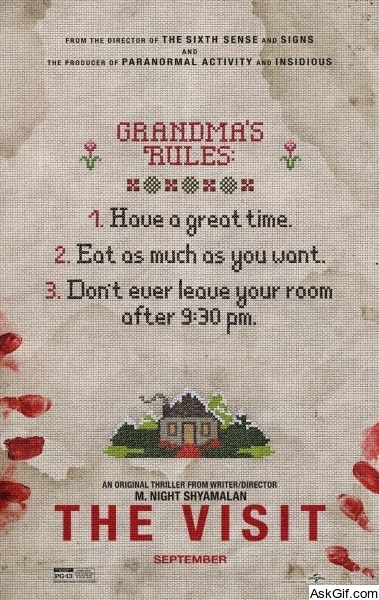 FROM THE DIRECTOR OF THE SIXTH SENSE AND SIGNS
AND
THE PRODUCER OF PARANORMAL ACTIVITY AND INSIDIOUS
GRANDMA'S
RULES:
1. Have a great time.
2. Eat as much as you want.
3. Don't ever leave your room
after 9:30 pm.
AN ORIGINAL THRILLER FROM WRITER/DIRECTOR
M. NIGHT SHYAMALAN
THE VISIT
SEPTEMBER
PG-13
AskGif.com